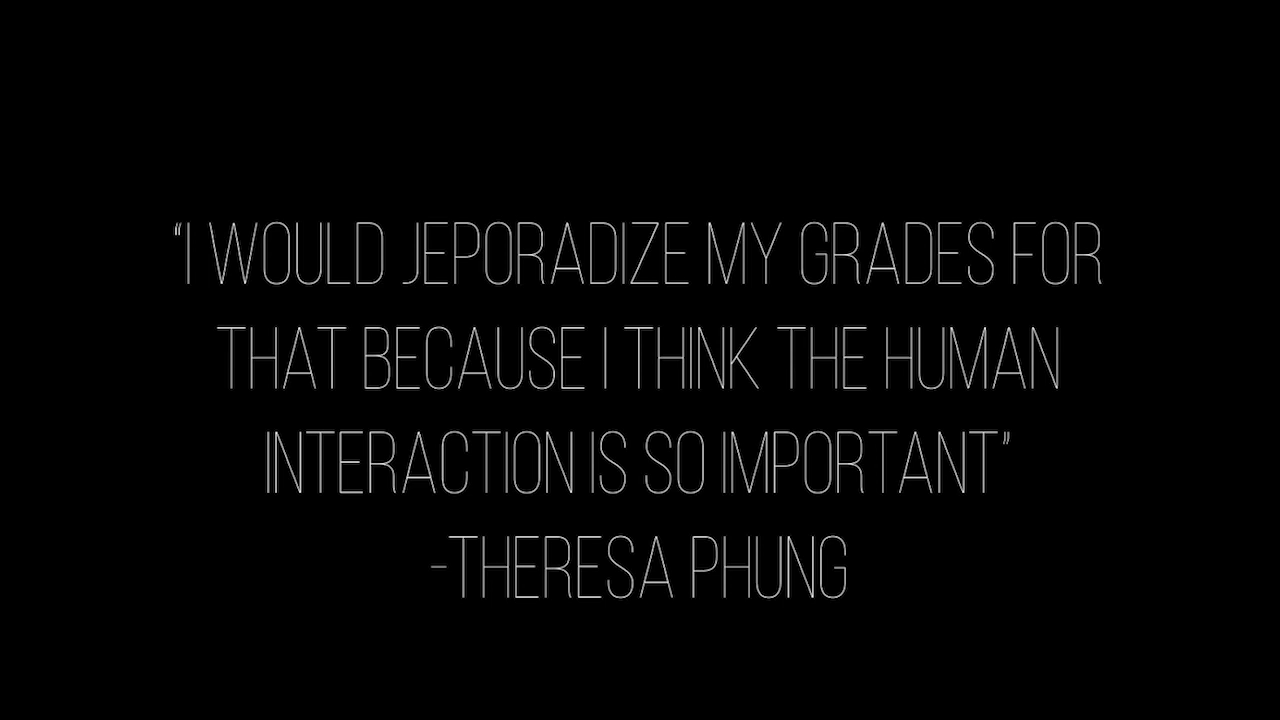 “I WOULD JEPORADIZE MY GRADES FOR
THAT BECAUSE I THINK THE HUMAN
INTERACTION IS SO IMPORTANT”
-THERESA PHUNG